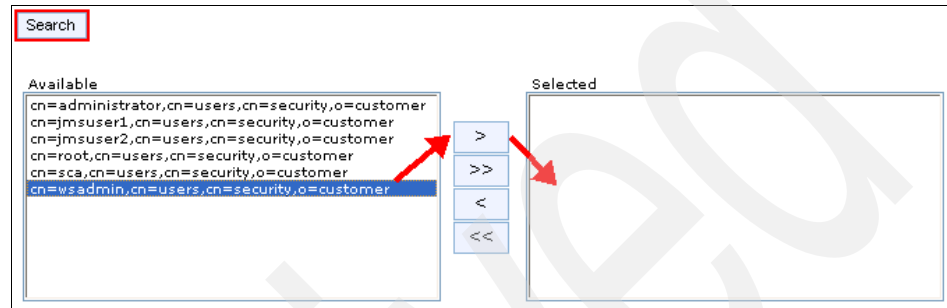 Search
Available
Selected
cn=administrator,cn=users,cn=security,o=customer
cn=jmsuser1,cn=users,cn=security,o=customer
cn=jmsuser2,cn=users,cn=security,o=customer
cn=root,cn=users,cn=security,o=customer
cn=sca,cn=users,cn=security,o=customer
cn=wsadmin,cn=users,cn=security,o=customer
>
>>
<
<<